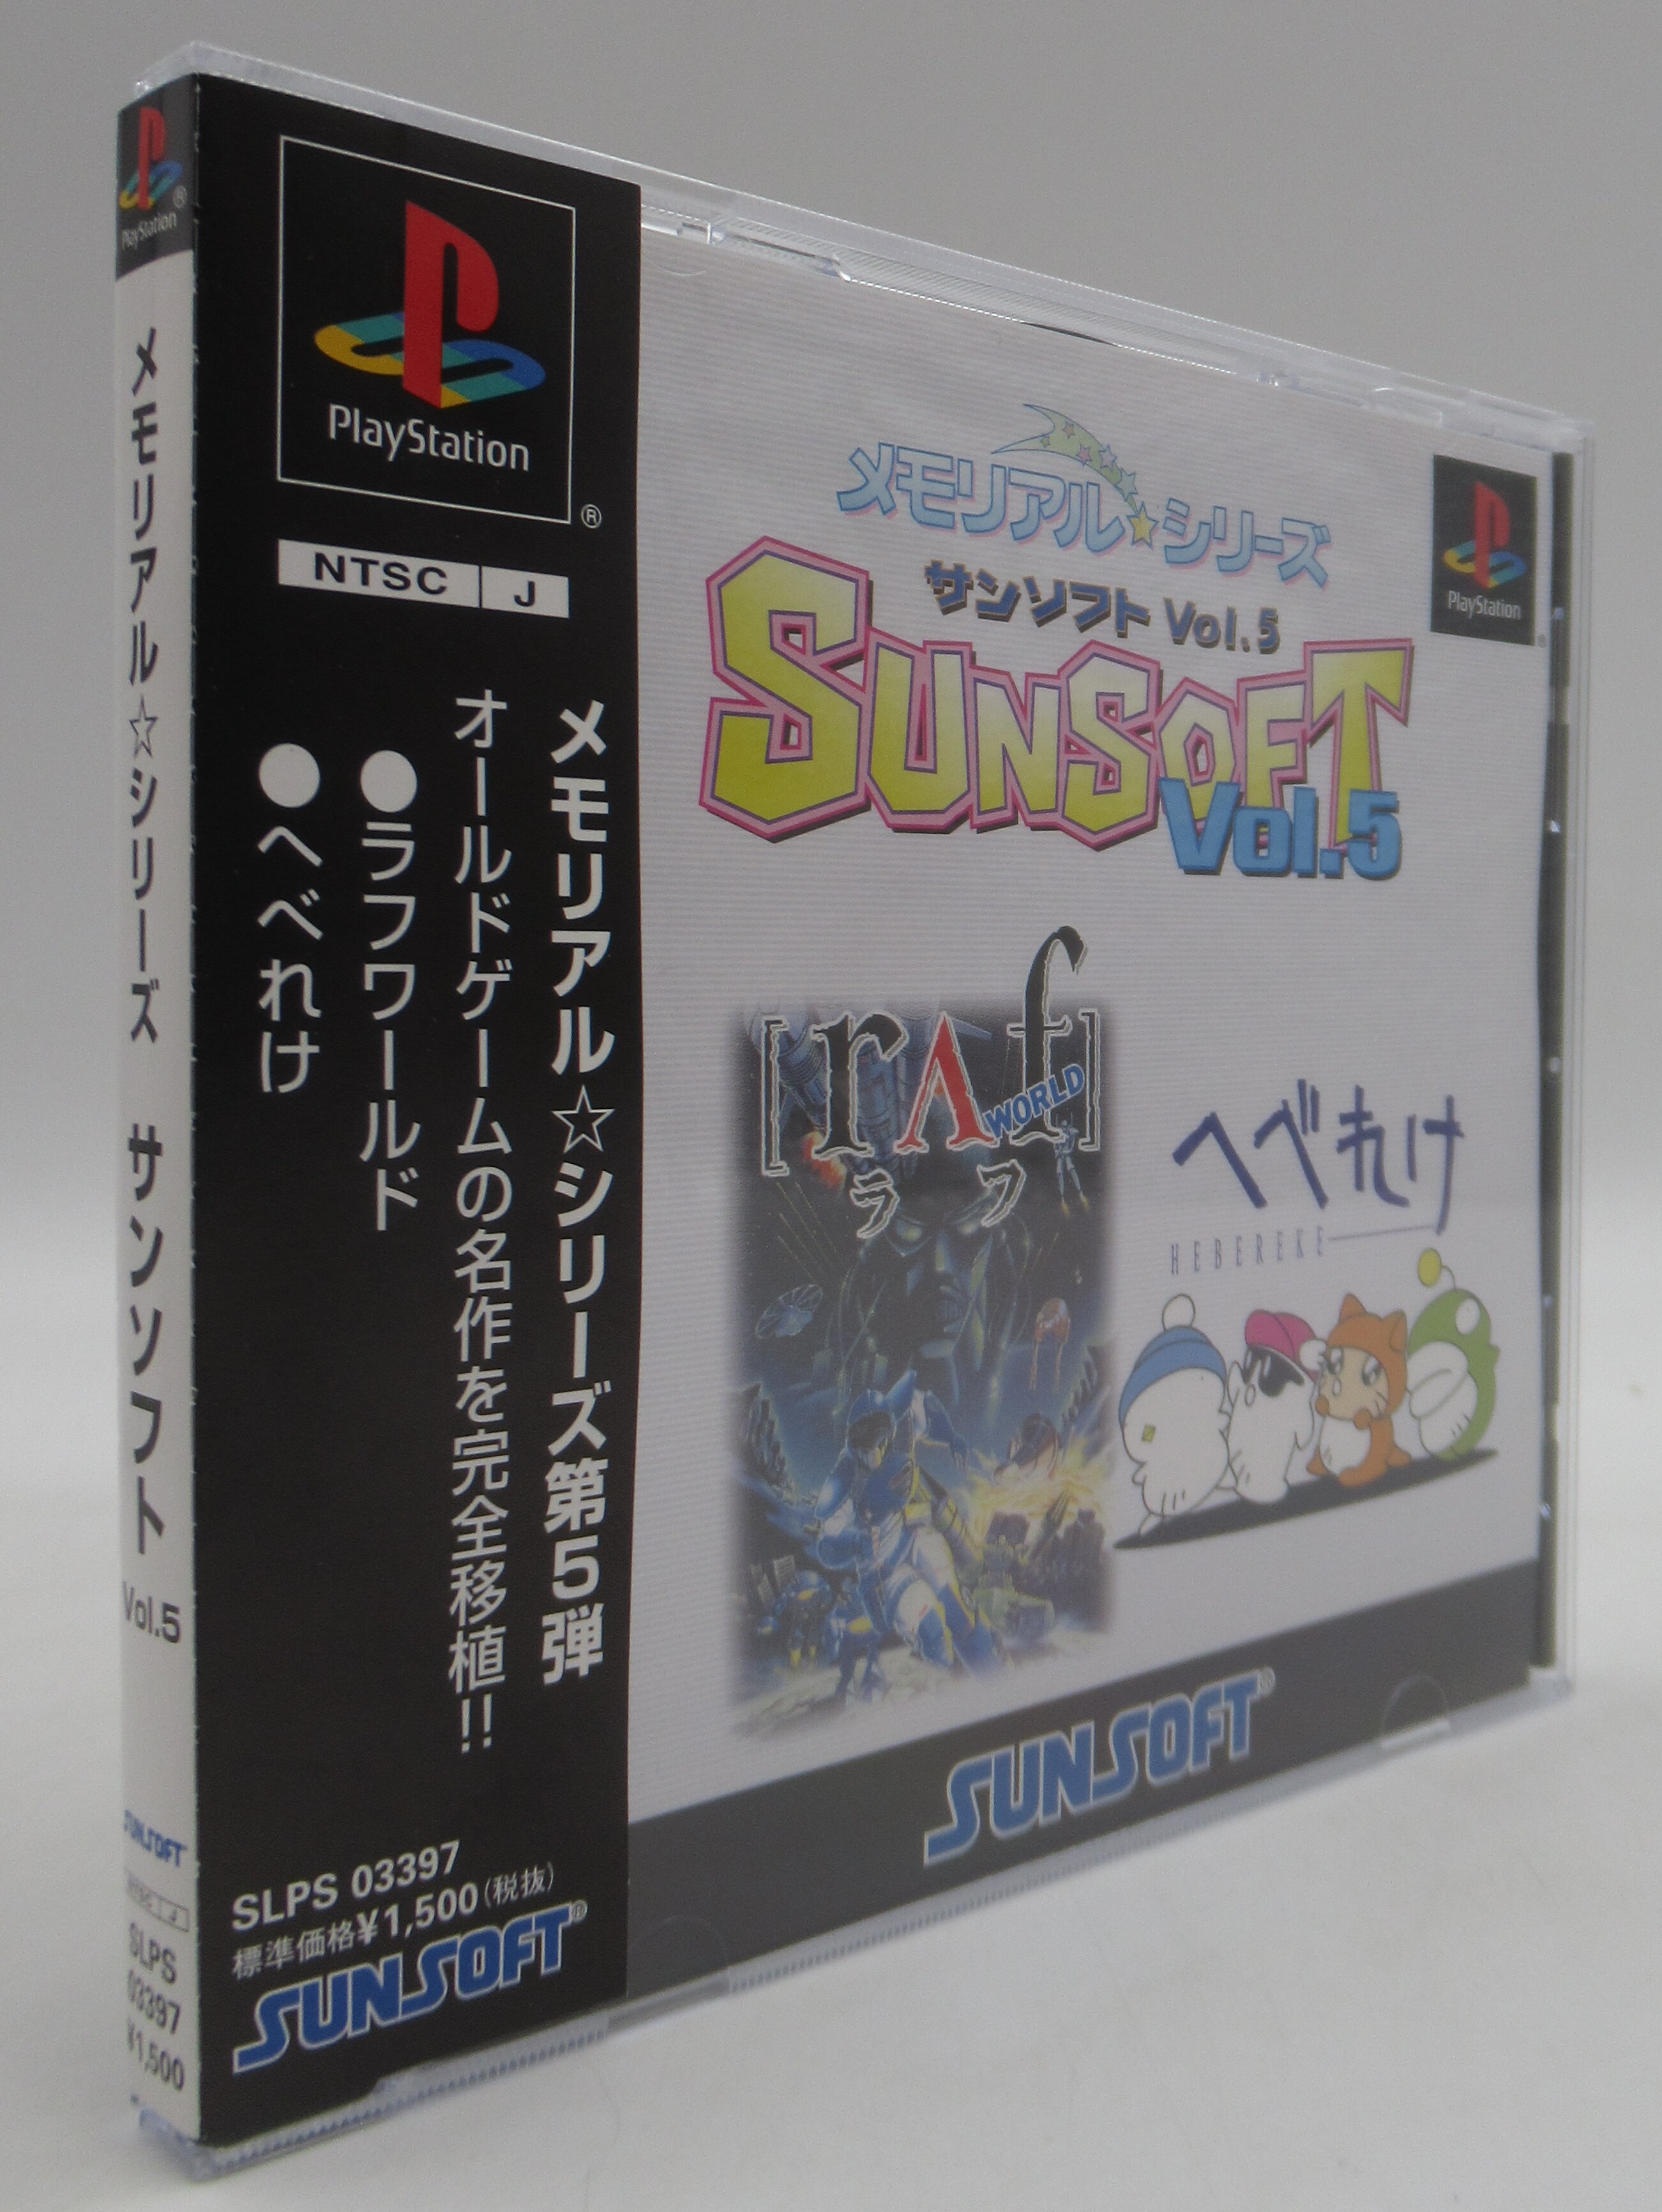 PlayStation
®
メモリアル☆シリーズ サンソフト Vol.5
SUNSOFT
NTSC J
SLPS
03397
¥1,500
PlayStation
®
NTSC J
メモリアル☆シリーズ第5弾
オールドゲームの名作を完全移植!!
●ラフワールド
●へべれけ
SLPS 03397
標準価格¥1,500(税抜)
SUNSOFT®
メモリアル☆シリーズ
サンソフト Vol.5
SUNSOFT
Vol.5
PlayStation
[rAf WORLD]
ラフ
へべれけ
HEBEREKE
SUNSOFT®